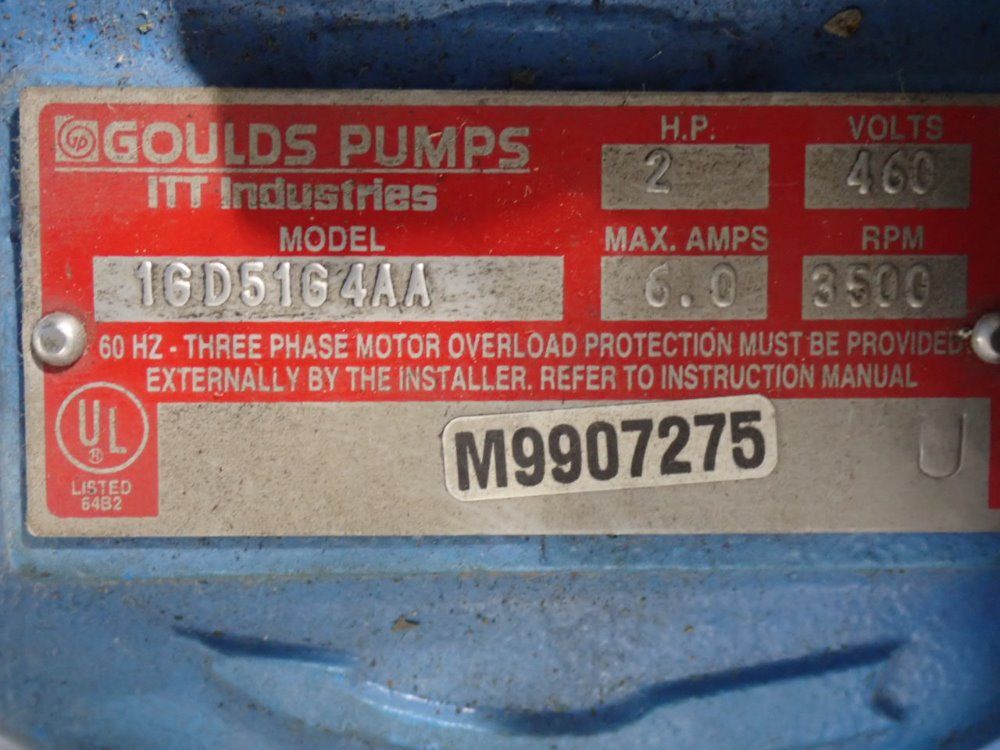 GP GOULDS PUMPS
ITT Industries
H.P.
VOLTS
2
460
MODEL
MAX. AMPS
RPM
1GD51G4AA
6.0
3500
60 HZ - THREE PHASE MOTOR OVERLOAD PROTECTION MUST BE PROVIDED
EXTERNALLY BY THE INSTALLER. REFER TO INSTRUCTION MANUAL
UL
®
LISTED
64B2
M9907275
U